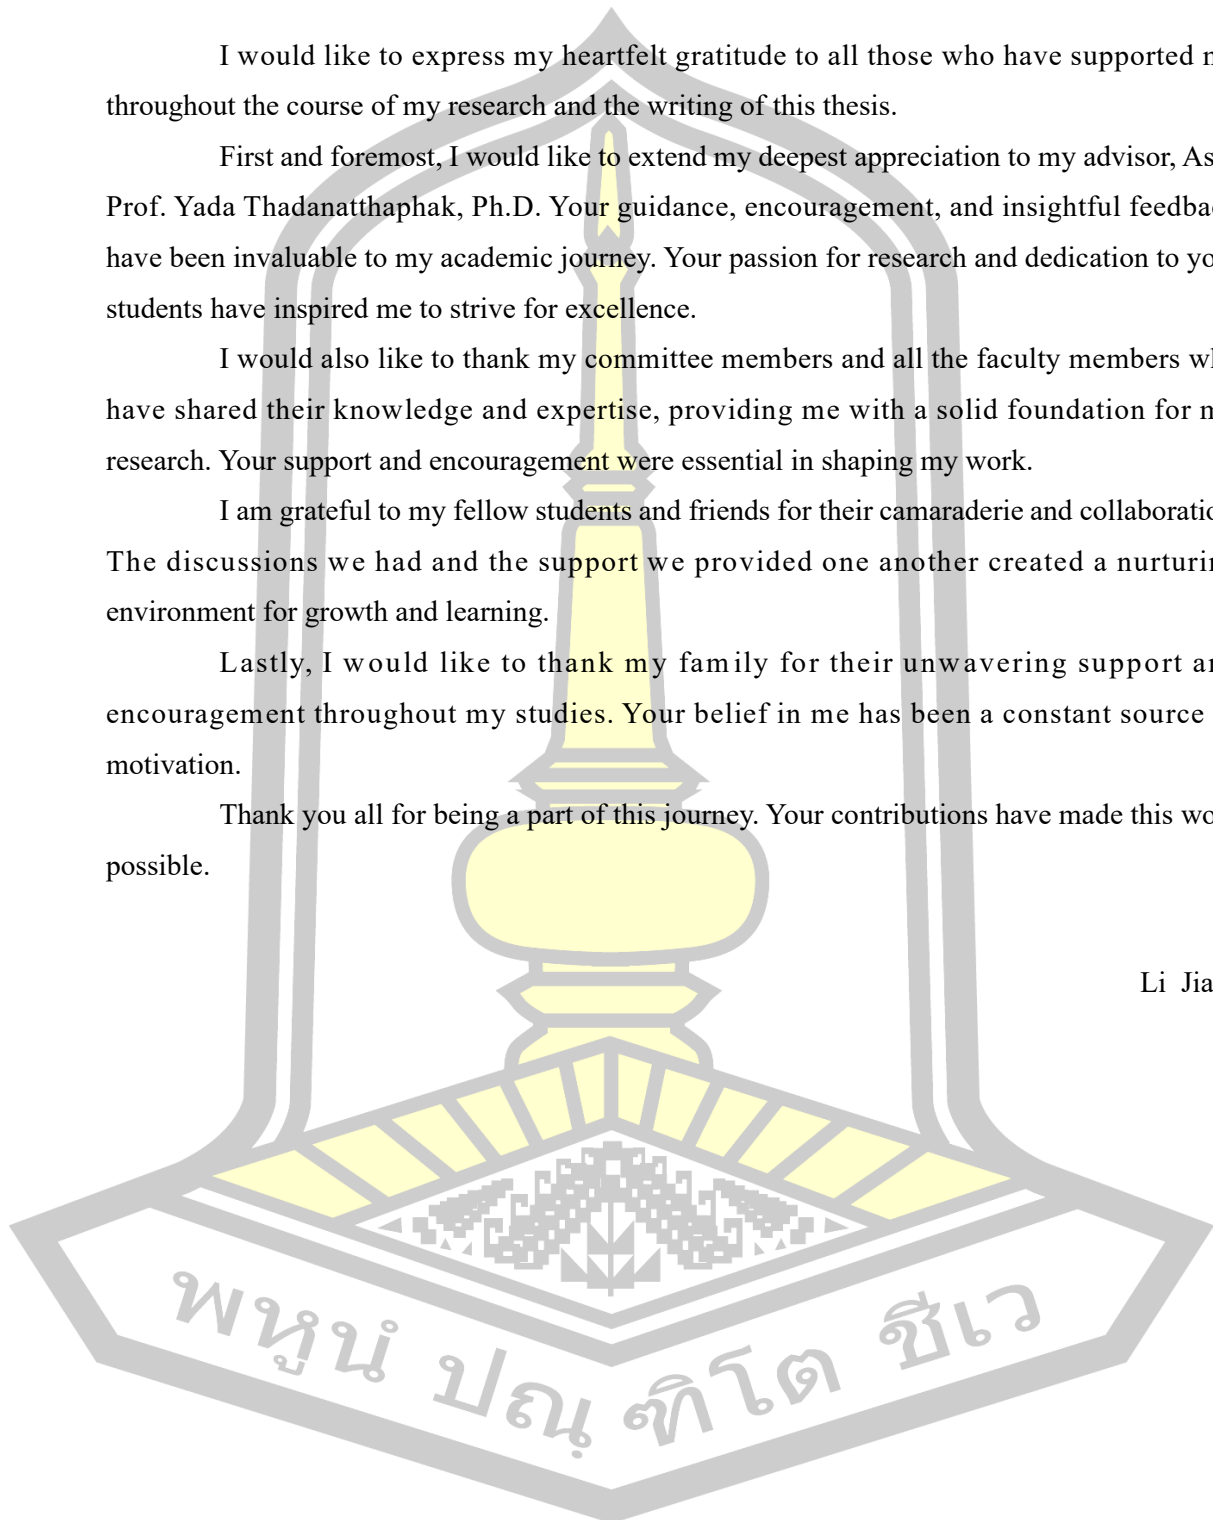 I would like to express my heartfelt gratitude to all those who have supported
throughout the course of my research and the writing of this thesis.
First and foremost, I would like to extend my deepest appreciation to my advisor,
Prof. Yada Thadanatthaphak, Ph.D. Your guidance, encouragement, and insightful
have been invaluable to my academic journey. Your passion for research and dedication to
students have inspired me to strive for excellence.
I would also like to thank my committee members and all the faculty members
have shared their knowledge and expertise, providing me with a solid foundation for
research. Your support and encouragement were essential in shaping my work.
I am grateful to my fellow students and friends for their camaraderie and
The discussions we had and the support we provided one another created a
environment for growth and learning.
Lastly, I would like to thank my family for their unwavering support
encouragement throughout my studies. Your belief in me has been a constant source
motivation.
Thank you all for being a part of this journey. Your contributions have made this
possible.
Li Jia
พหูนํ ปณฺฑิโต ชีเว